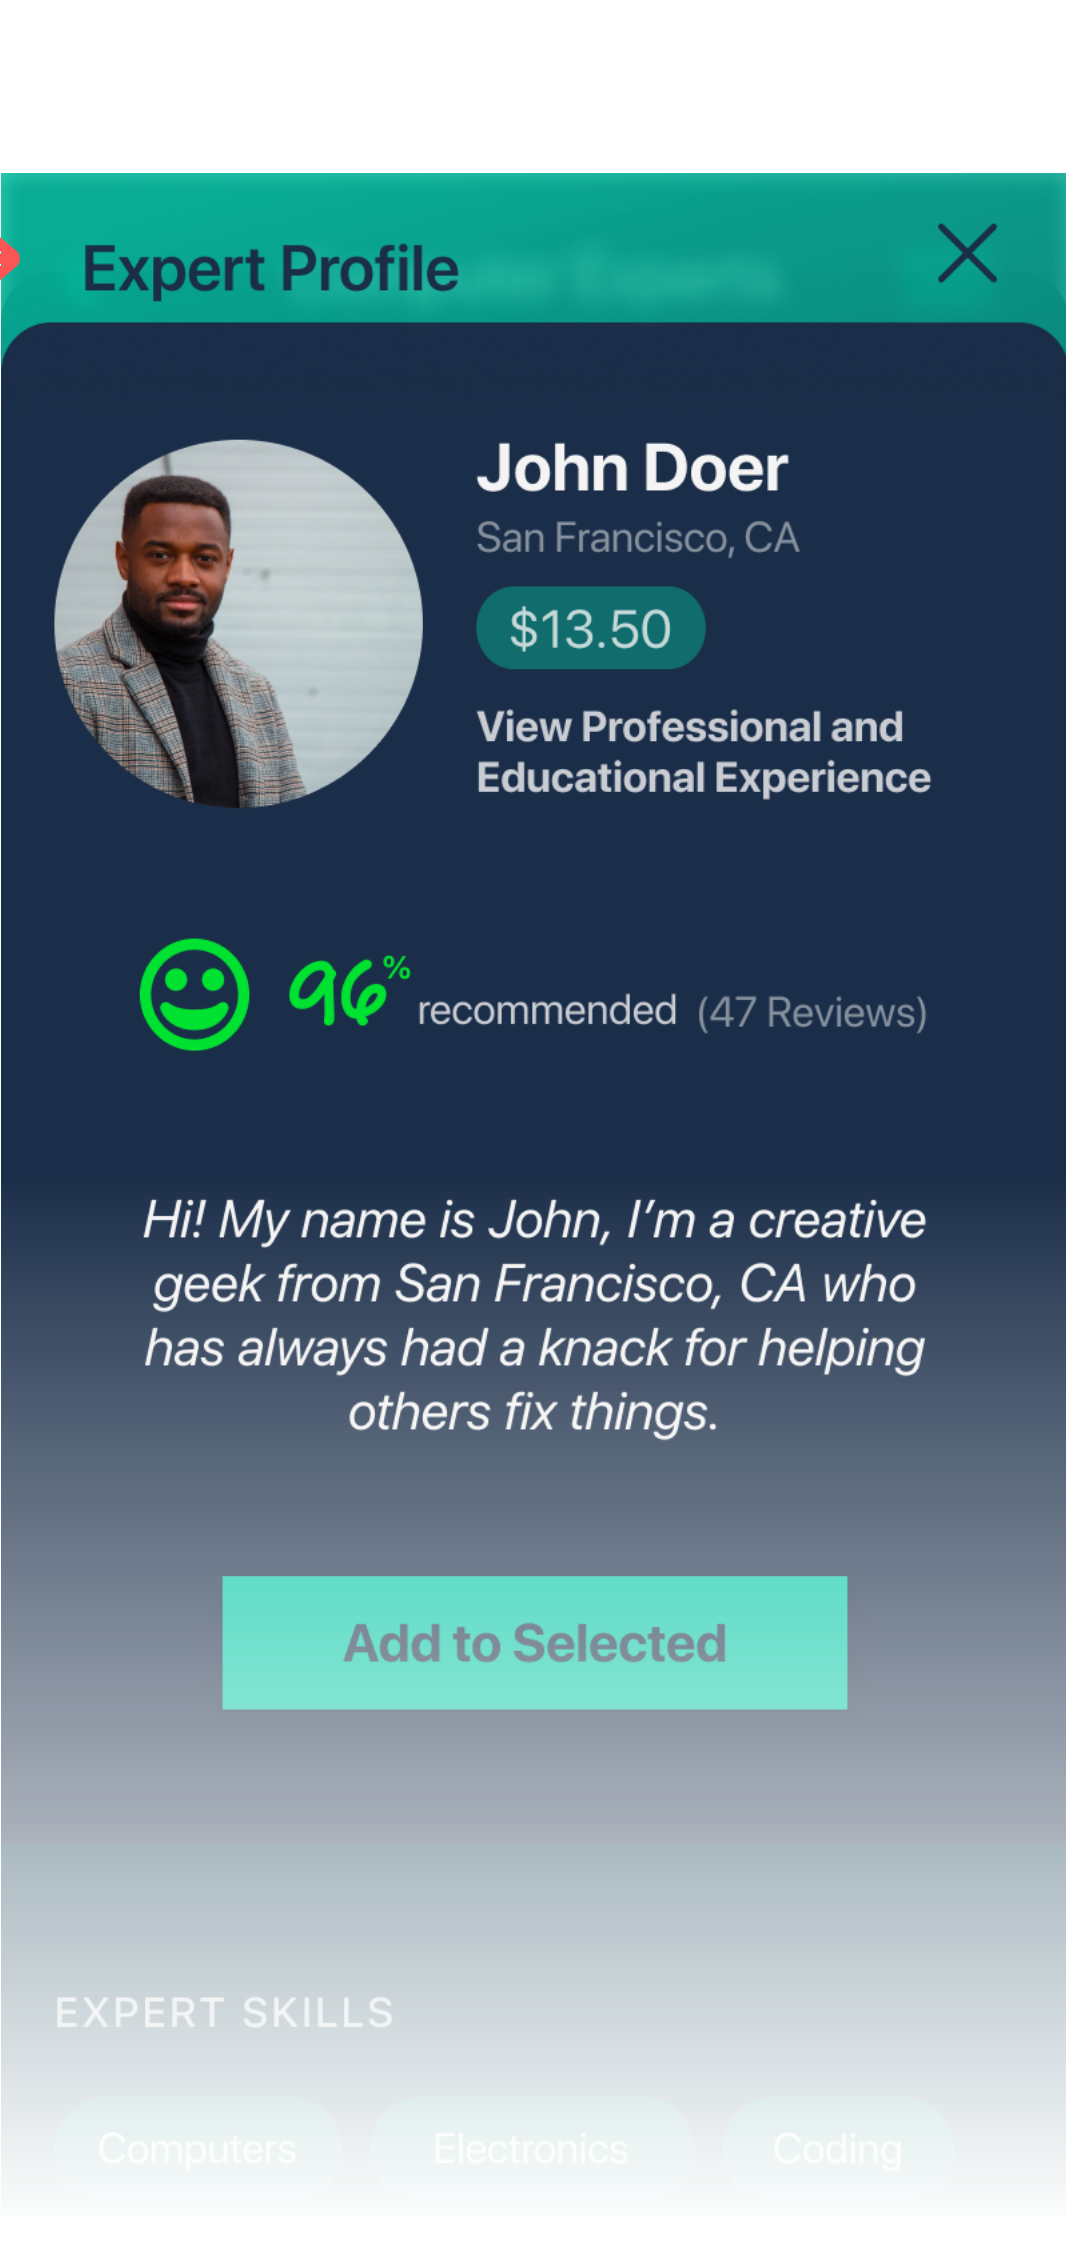 Expert Profile
John Doer
San Francisco, CA
$13.50
View Professional and
Educational Experience
96% recommended (47 Reviews)
Hi! My name is John, I’m a creative
geek from San Francisco, CA who
has always had a knack for helping
others fix things.
Add to Selected
EXPERT SKILLS
Computers Electronics Coding